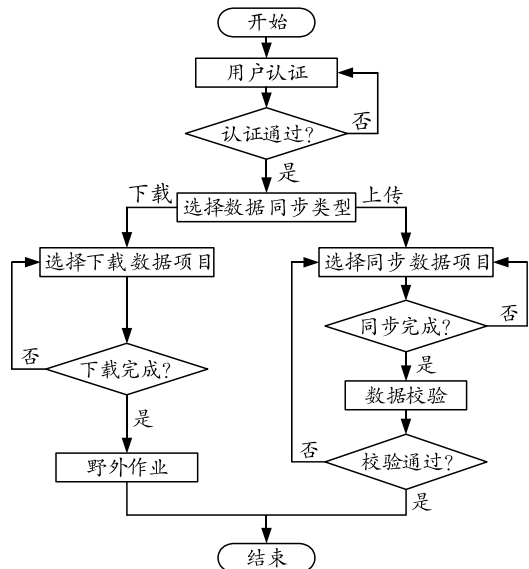 开始
用户认证
认证通过?
否
是
选择数据同步类型
下载
上传
选择下载数据项目
选择同步数据项目
同步完成?
否
是
下载完成?
否
是
数据校验
野外作业
校验通过?
否
是
结束